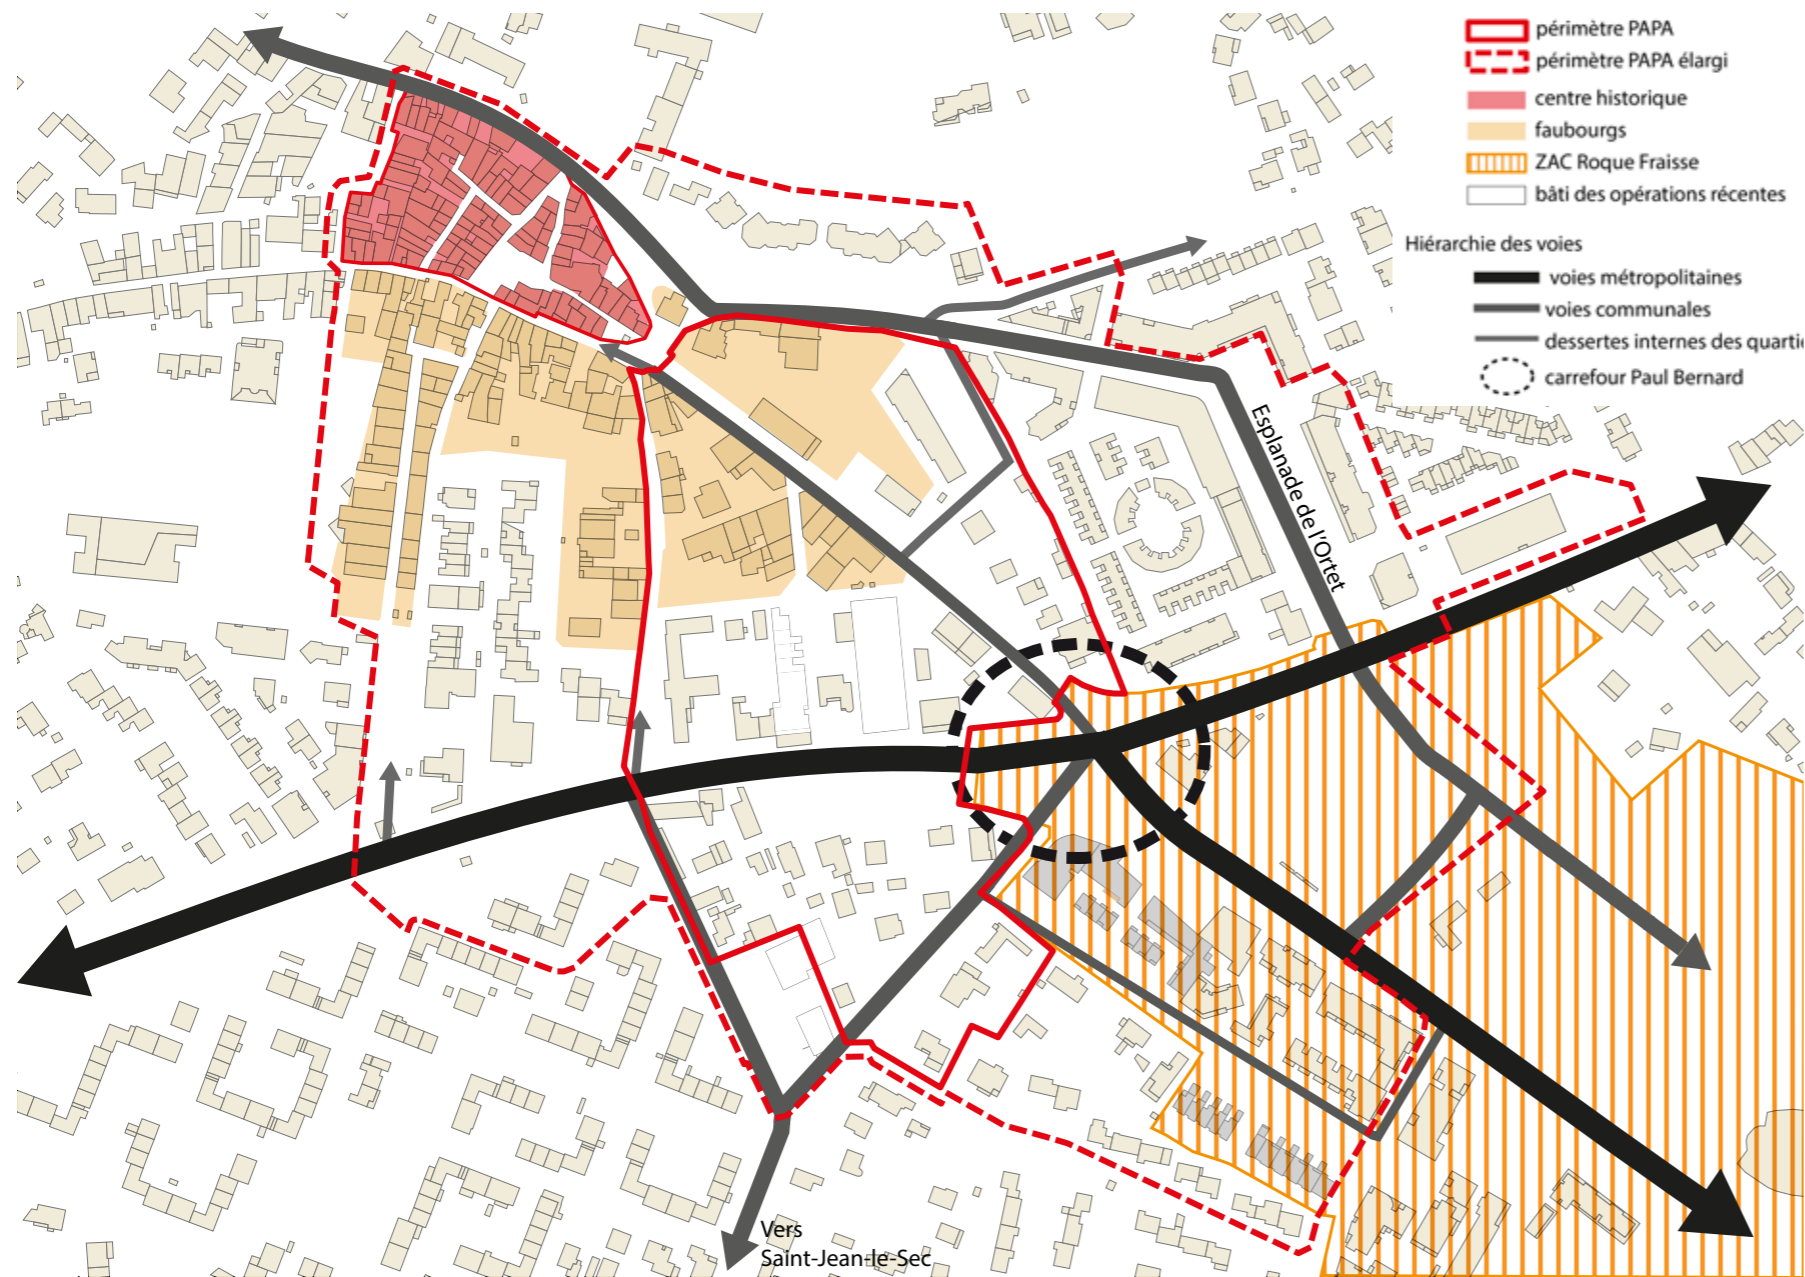 périmètre PAPA
périmètre PAPA élargi
centre historique
faubourgs
ZAC Roque Fraisse
bâti des opérations récentes
Hiérarchie des voies
voies métropolitaines
voies communales
dessertes internes des quartie
carrefour Paul Bernard
Esplanade de l'Ortet
Vers
Saint-Jean-le-Sec